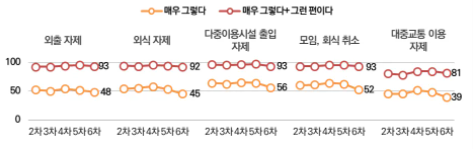 매우 그렇다 매우 그렇다+ 그런 편이다
외출 자제 외식 자제 다중이용시설 출입 자제 모임, 회식 취소 대중교통 이용 자제
100 93 92 93 93 81
50 48 45 56 52 39
0
2차 3차 4차 5차 6차 2차 3차 4차 5차 6차 2차 3차 4차 5차 6차 2차 3차 4차 5차 6차 2차 3차 4차 5차 6차